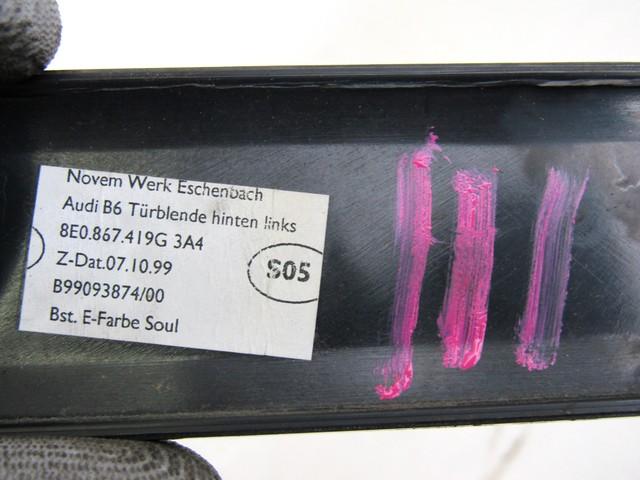 Novem Werk Eschenbach
Audi B6 Türblende hinten links
8E0.867.419G 3A4
Z-Dat.07.10.99
S05
B99093874/00
Bst. E-Farbe Soul